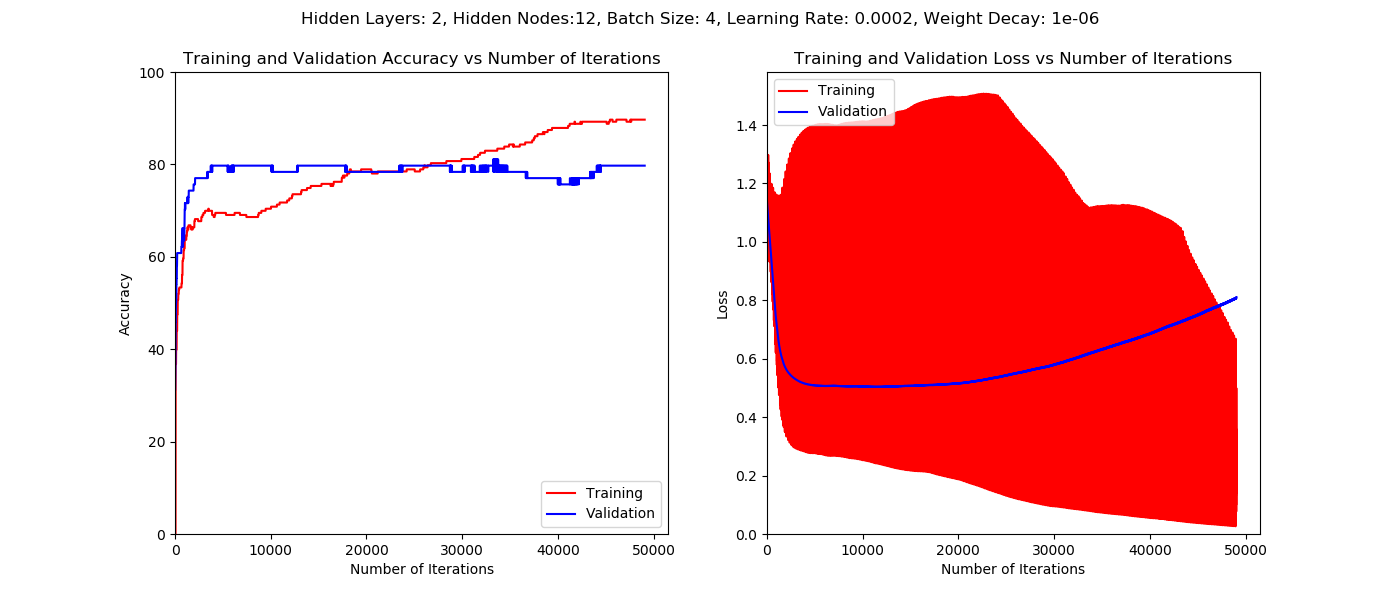 Hidden Layers: 2, Hidden Nodes:12, Batch Size: 4, Learning Rate: 0.0002, Weight Decay: 1e-06
Training and Validation Accuracy vs Number of Iterations
100
80
60
40
20
0
Accuracy
0 10000 20000 30000 40000 50000
Number of Iterations
Training
Validation
Training and Validation Loss vs Number of Iterations
Training
Validation
1.4
1.2
1.0
0.8
0.6
0.4
0.2
0.0
Loss
0 10000 20000 30000 40000 50000
Number of Iterations